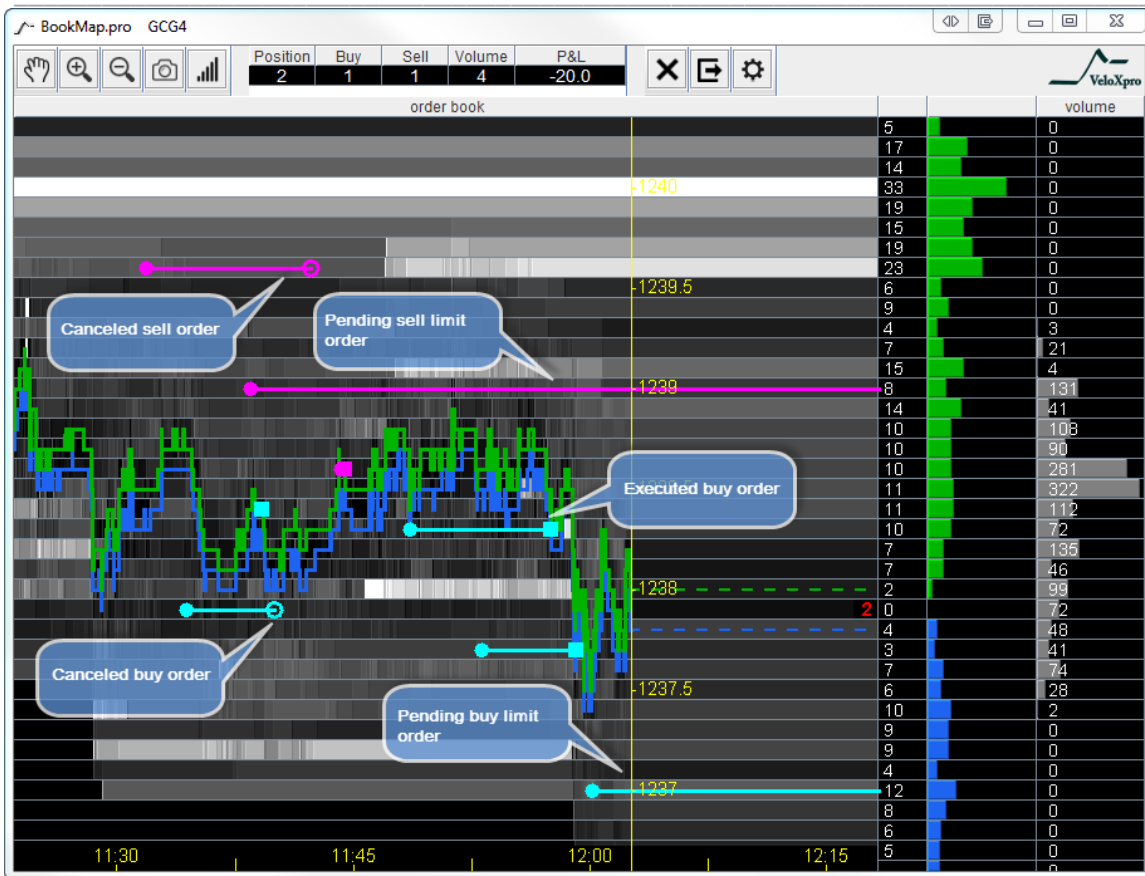 BookMap.pro GCG4
Position Buy Sell Volume P&L
2 1 1 4 -20.0
VeloXpro
order book volume
5 0
17 0
14 0
-1240 33 0
19 0
15 0
19 0
23 0
-1239.5 6 0
9 0
Canceled sell order
Pending sell limit
order
4 3
7 21
15 4
-1239 8 131
14 41
10 108
10 90
10 281
Executed buy order
11 322
11 112
10 72
7 135
7 46
-1238 2 99
2 0 72
4 48
3 41
Canceled buy order
7 74
-1237.5 6 28
Pending buy limit
order
10 2
9 0
9 0
4 0
-1237 12 0
8 0
6 0
11:30 11:45 12:00 12:15 5 0